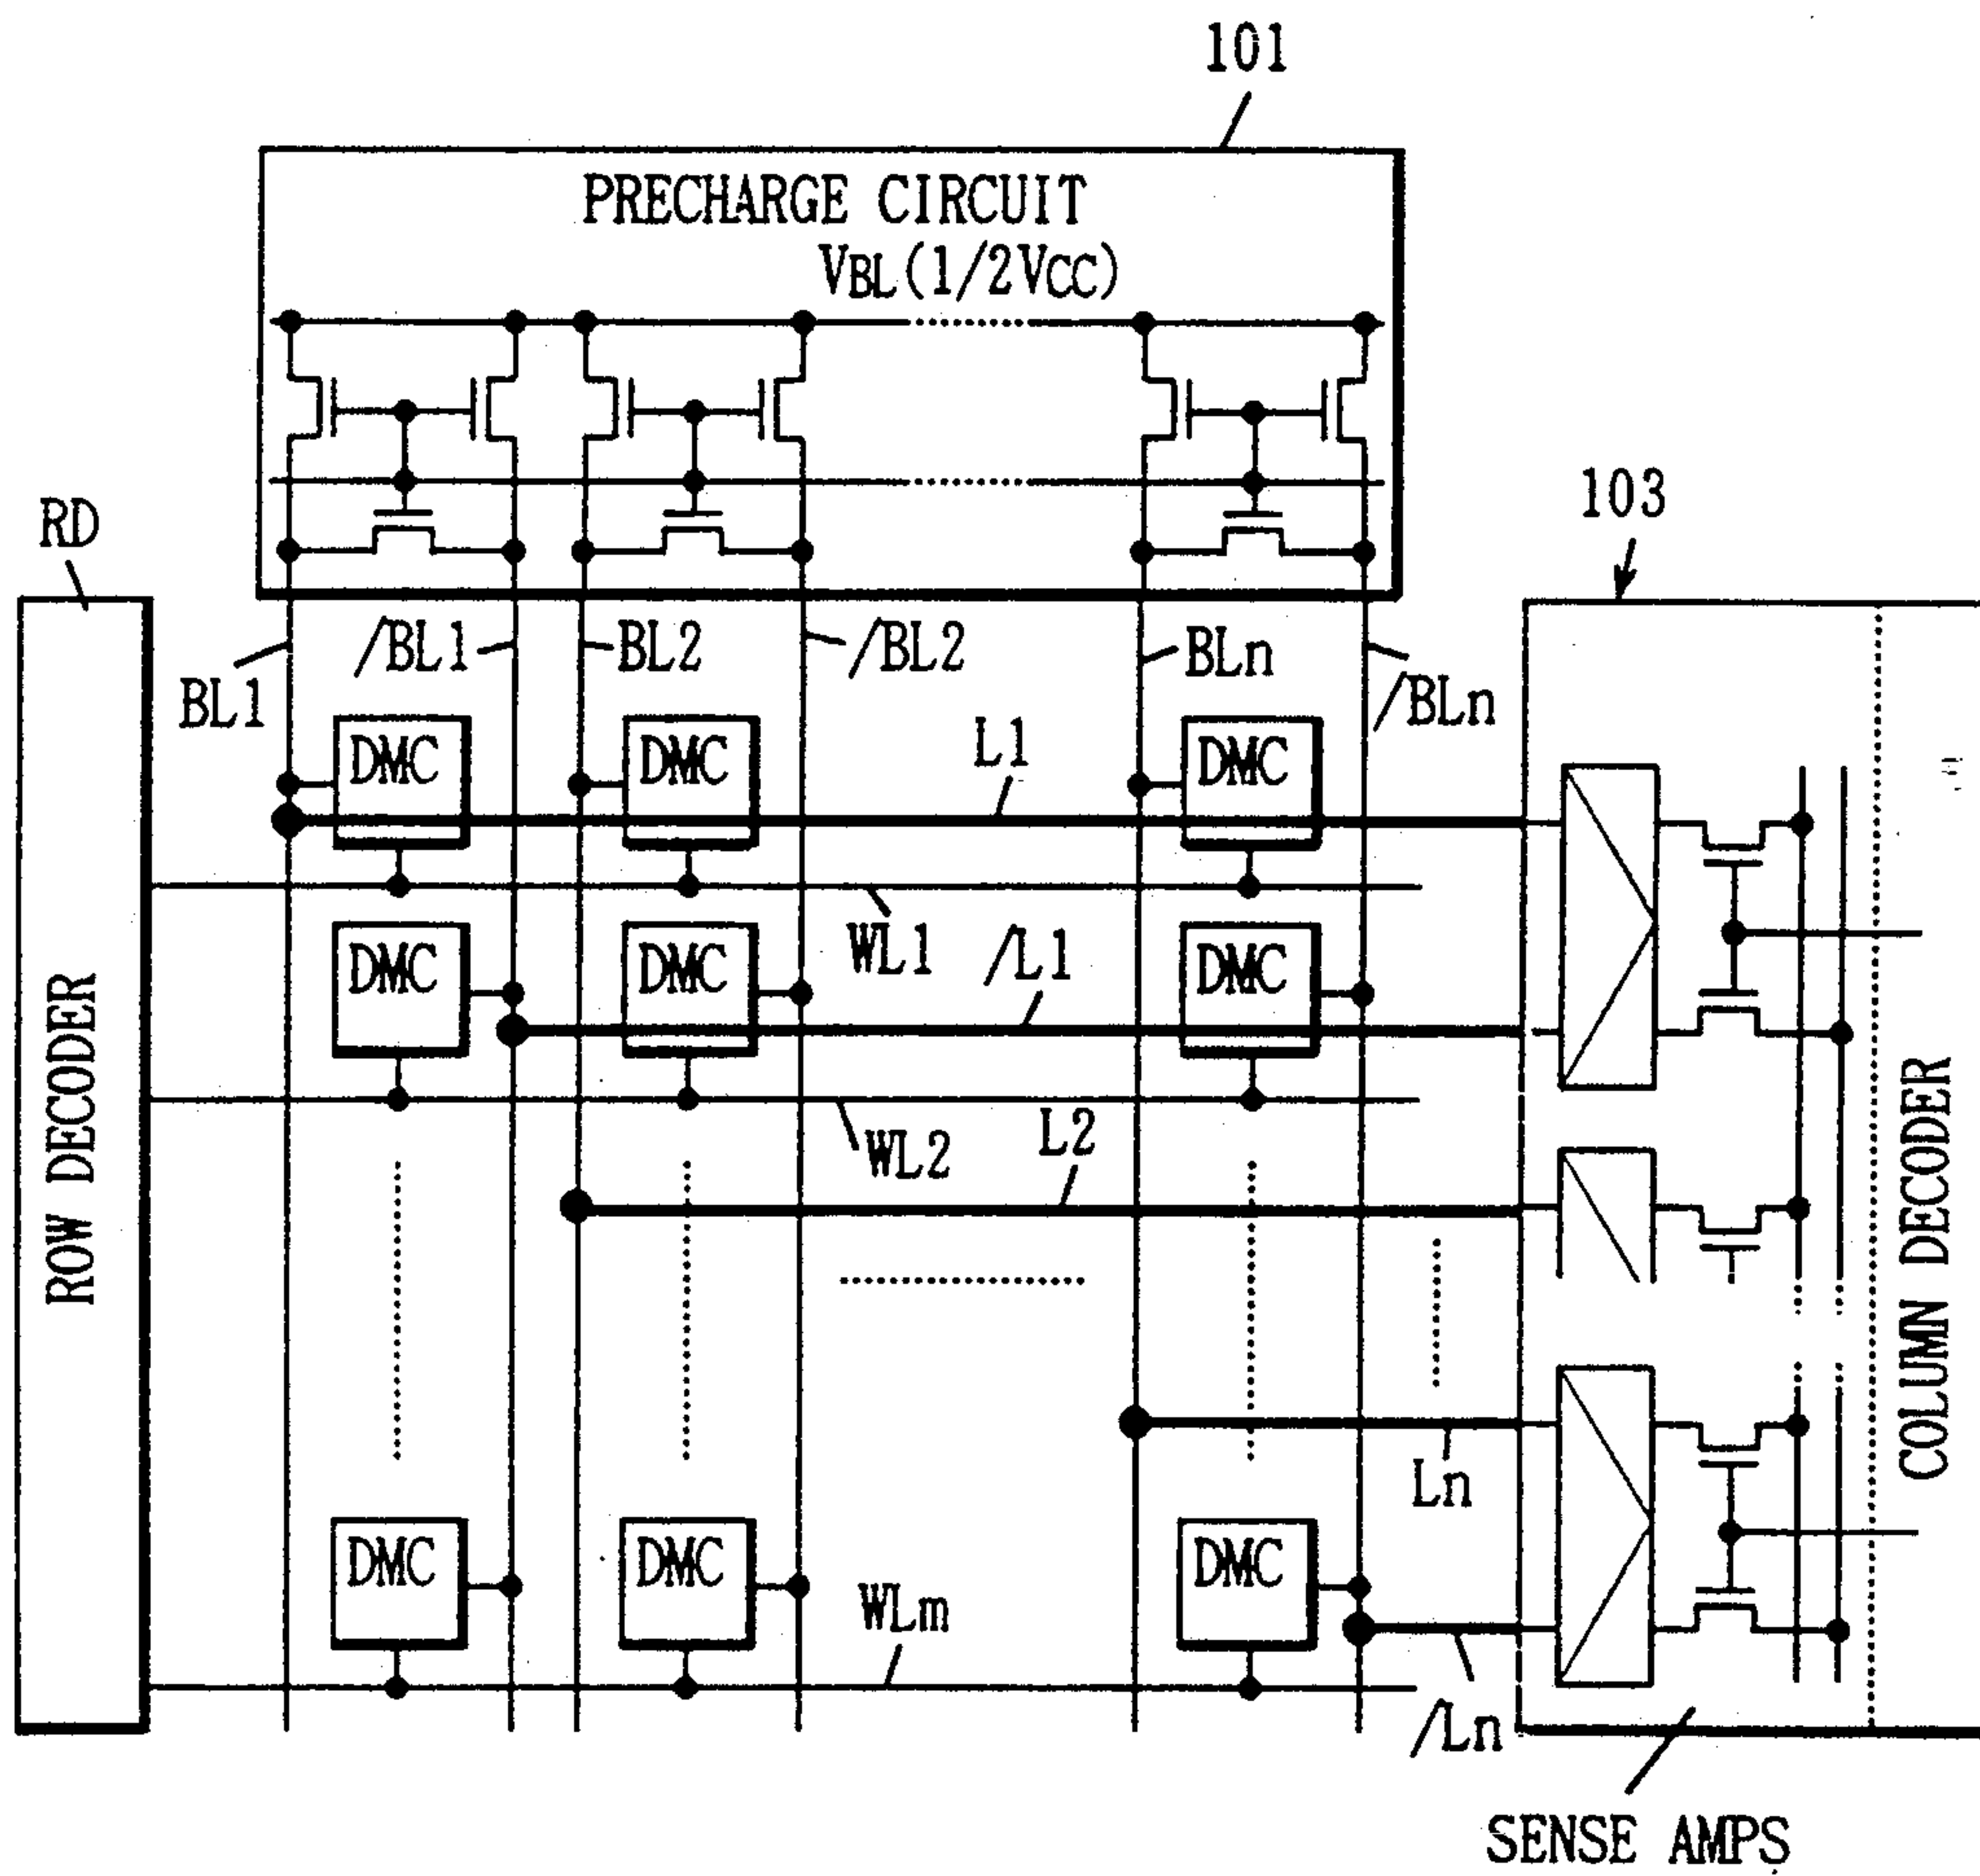 101
PRECHARGE CIRCUIT
VBL(1/2VCC)
103
RD
BL1
/BL1
BL2
/BL2
BLn
/BLn
DMC
DMC
DMC
L1
WL1
DMC
DMC
DMC
/L1
WL2
L2
ROW DECODER
COLUMN DECODER
Ln
DMC
DMC
DMC
WLm
/Ln
SENSE AMPS